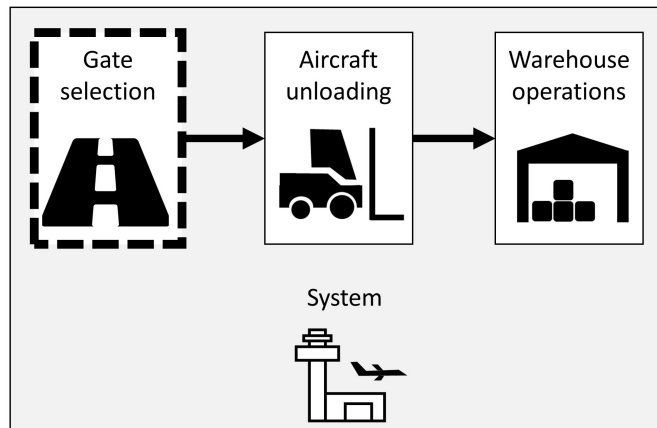 Gate
selection
Aircraft
unloading
Warehouse
operations
System